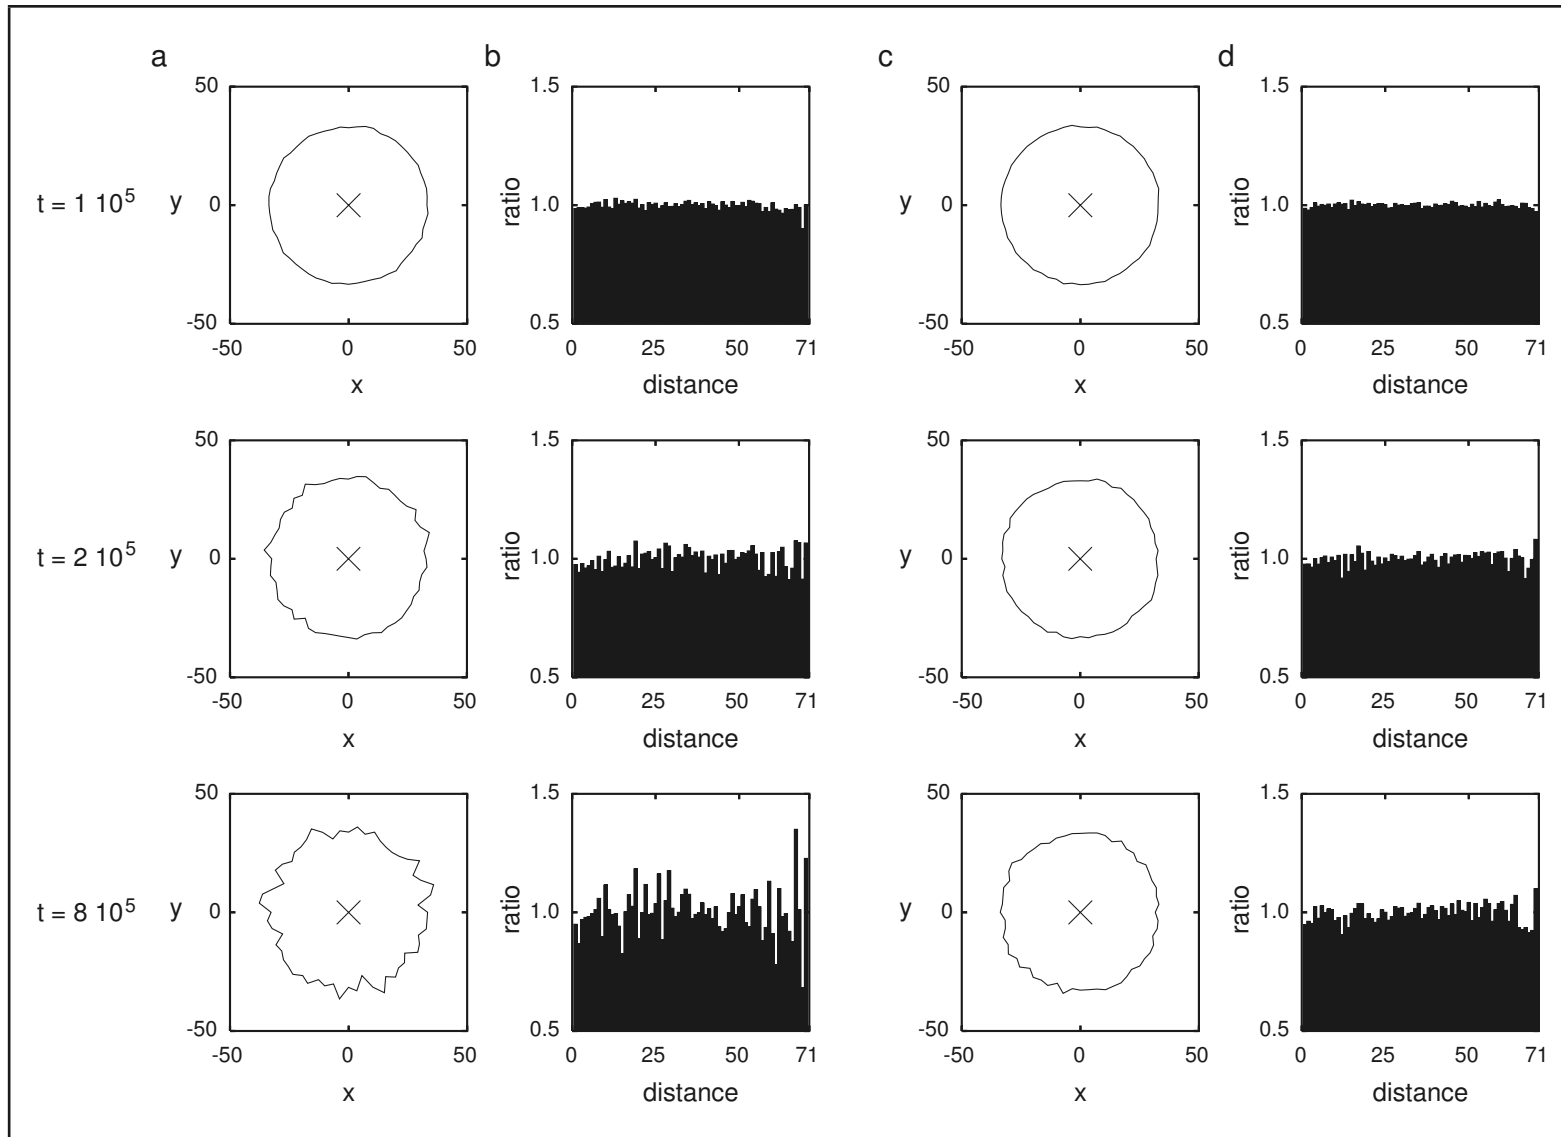 a b c d
50 1.5 50 1.5
t = 1 10^5 y 0 ratio 1.0 y 0 ratio 1.0
-50 0.5 -50 0.5
-50 0 50 0 25 50 71 -50 0 50 0 25 50 71
x distance x distance
50 1.5 50 1.5
t = 2 10^5 y 0 ratio 1.0 y 0 ratio 1.0
-50 0.5 -50 0.5
-50 0 50 0 25 50 71 -50 0 50 0 25 50 71
x distance x distance
50 1.5 50 1.5
t = 8 10^5 y 0 ratio 1.0 y 0 ratio 1.0
-50 0.5 -50 0.5
-50 0 50 0 25 50 71 -50 0 50 0 25 50 71
x distance x distance